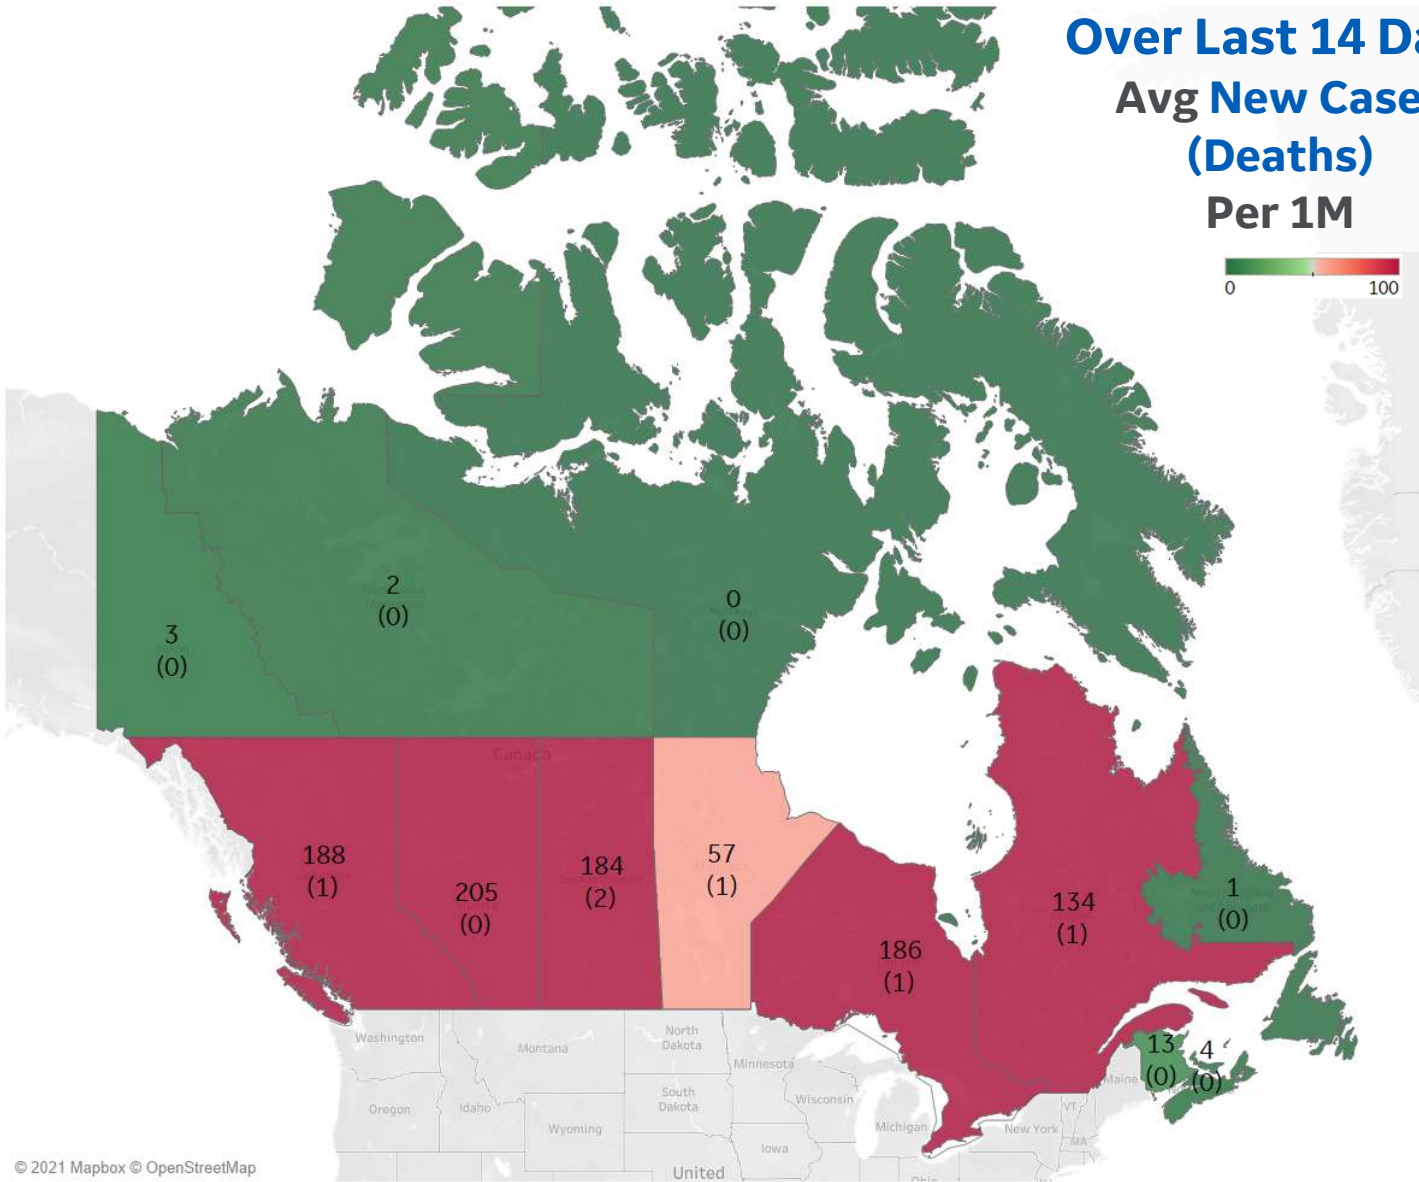 Over Last 14 Da
Avg New Case
(Deaths)
Per 1M
0
100
2
(0)
0
(0)
3
(0)
Canada
188
(1)
205
(0)
184
(2)
57
(1)
186
(1)
134
(1)
1
(0)
13
(0)
4
(0)
Washington
Montana
North
Dakota
Minnesota
Oregon
Idaho
South
Dakota
Wisconsin
Michigan
Maine
VT
New York
MA
Wyoming
Iowa
Ohio
United
© 2021 Mapbox © OpenStreetMap